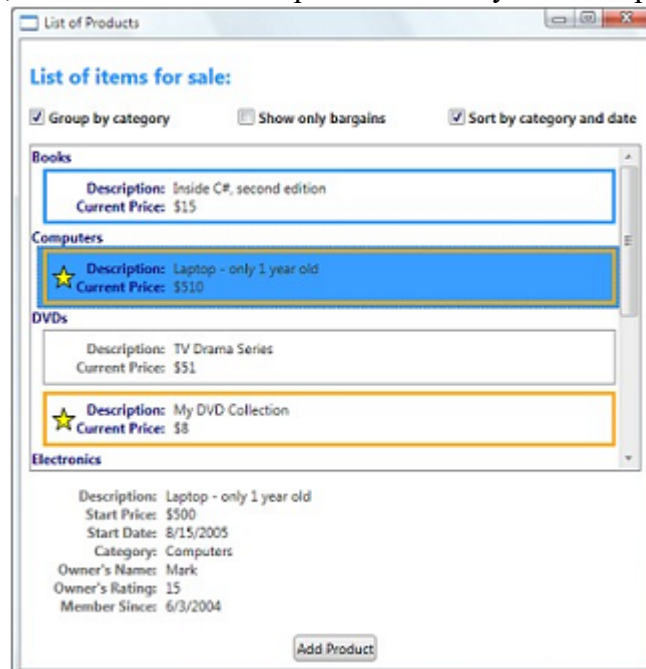 List of Products
List of items for sale:
Group by category Show only bargains Sort by category and date
Books
Description: Inside C#, second edition
Current Price: $15
Computers
Description: Laptop - only 1 year old
Current Price: $510
DVDs
Description: TV Drama Series
Current Price: $51
Description: My DVD Collection
Current Price: $8
Electronics
Description: Laptop - only 1 year old
Start Price: $500
Start Date: 8/15/2005
Category: Computers
Owner's Name: Mark
Owner's Rating: 15
Member Since: 6/3/2004
Add Product